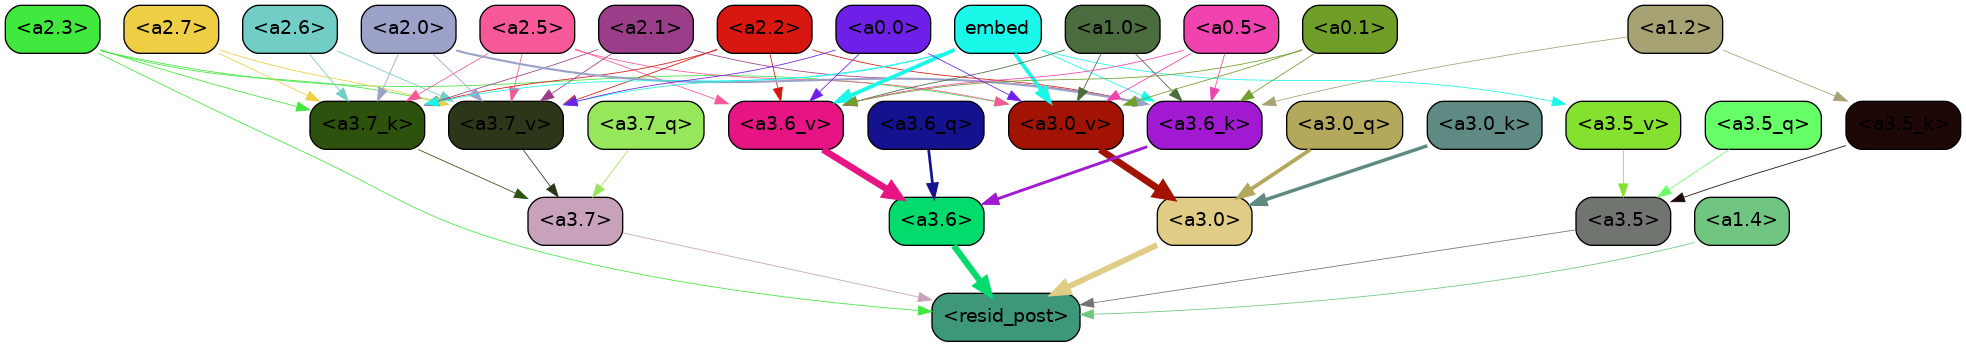 <a2.3> <a2.7> <a2.6> <a2.0> <a2.5> <a2.1> <a2.2> <a0.0> embed <a1.0> <a0.5> <a0.1> <a1.2>
<a3.7_k> <a3.7_v> <a3.7_q> <a3.6_v> <a3.6_q> <a3.0_v> <a3.6_k> <a3.0_q> <a3.0_k> <a3.5_v> <a3.5_q> <a3.5_k>
<a3.7> <a3.6> <a3.0> <a3.5> <a1.4>
<resid_post>